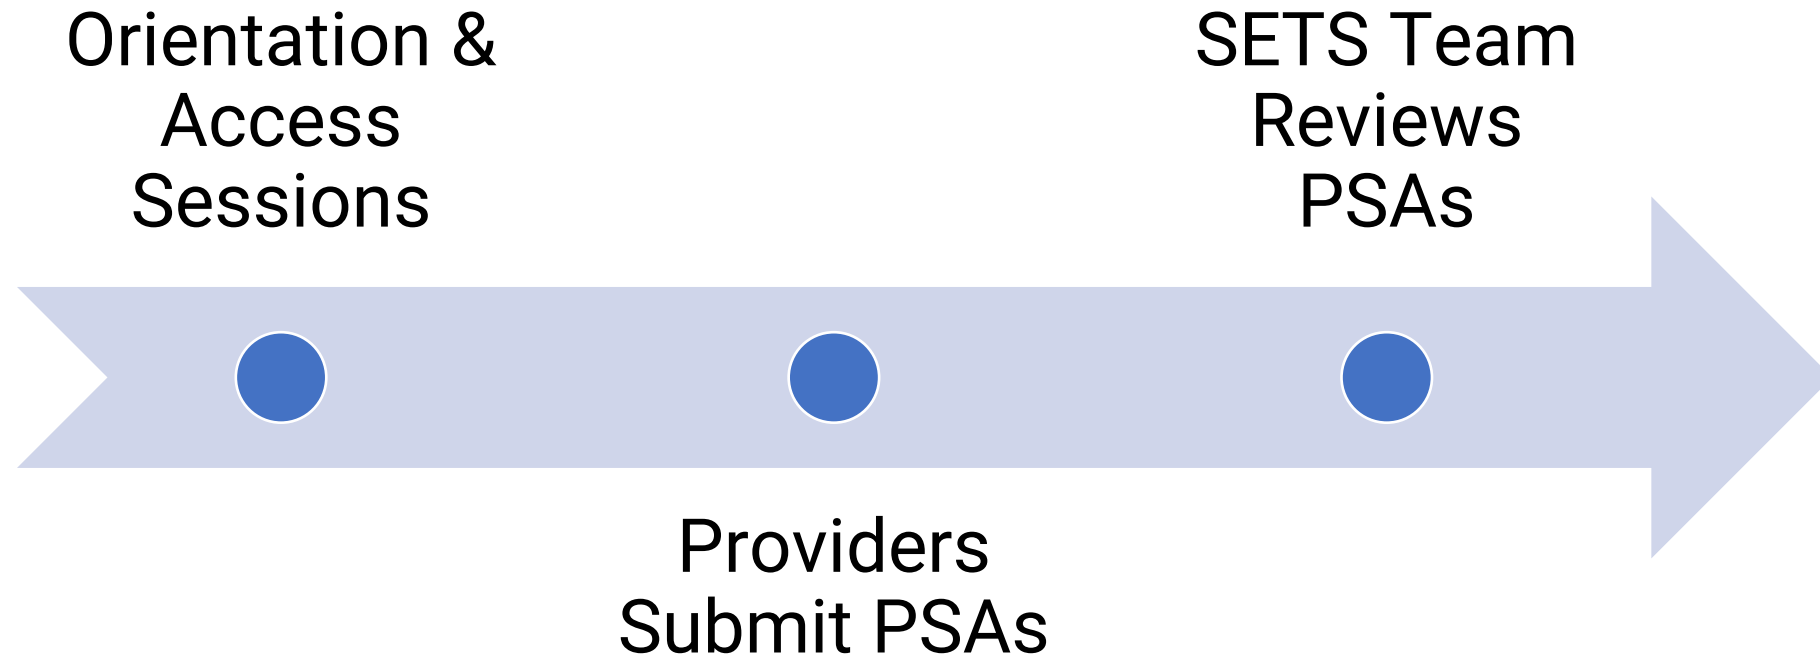 Orientation &
Access
Sessions
Providers
Submit PSAs
SETS Team
Reviews
PSAs